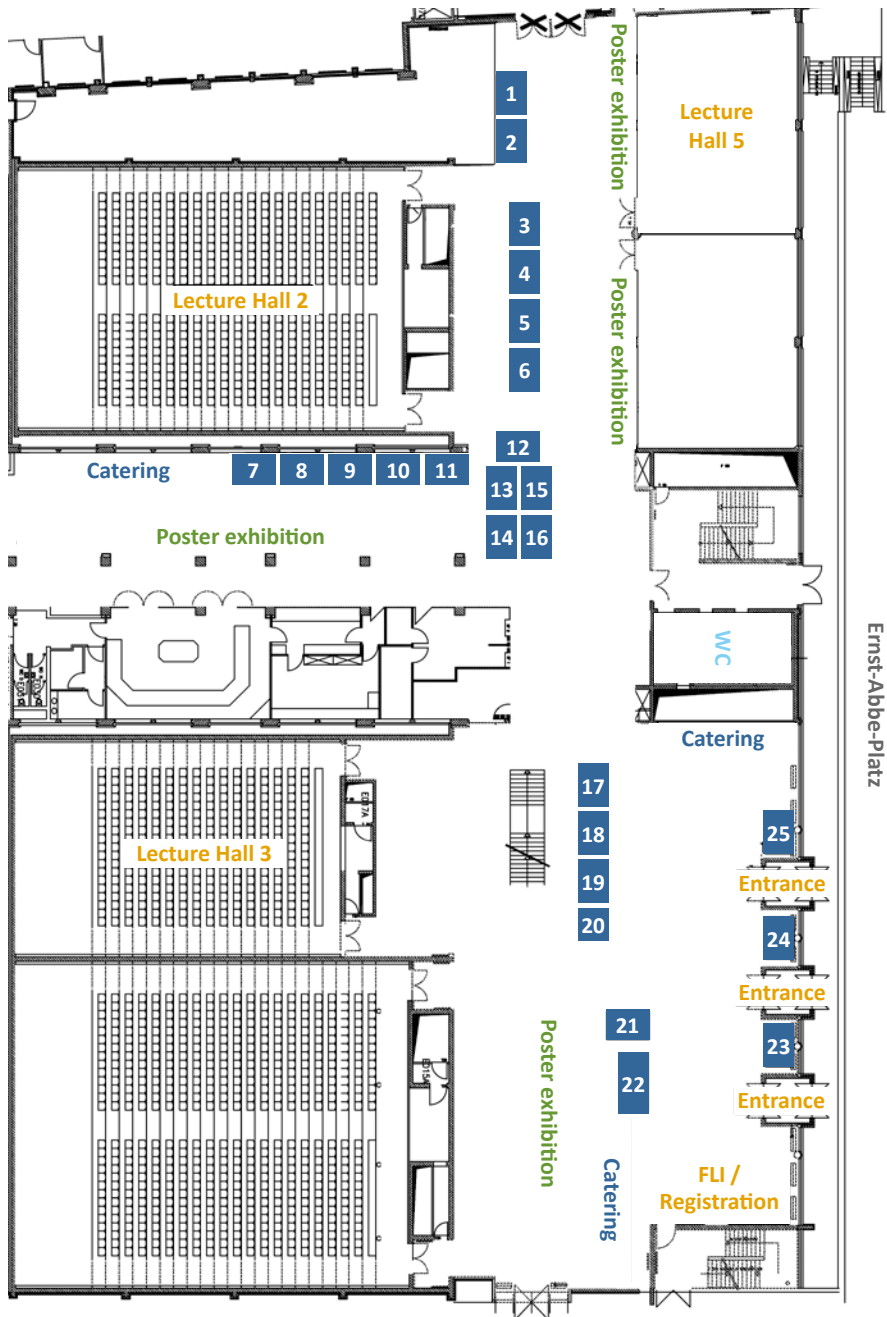 1
2
Poster exhibition
Lecture
Hall 5
3
4
5
6
Lecture Hall 2
Poster exhibition
12
Catering
7
8
9
10
11
13
15
14
16
Poster exhibition
WC
Ernst-Abbe-Platz
Catering
17
18
19
20
E017A
Lecture Hall 3
25
Entrance
24
Entrance
21
23
22
E015A
Poster exhibition
Entrance
Catering
FLI /
Registration